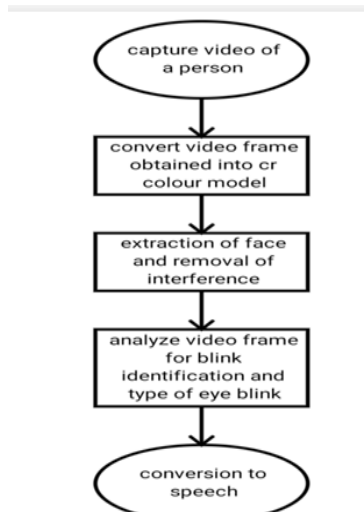 capture video of
a person
convert video frame
obtained into cr
colour model
extraction of face
and removal of
interference
analyze video frame
for blink
identification and
type of eye blink
conversion to
speech